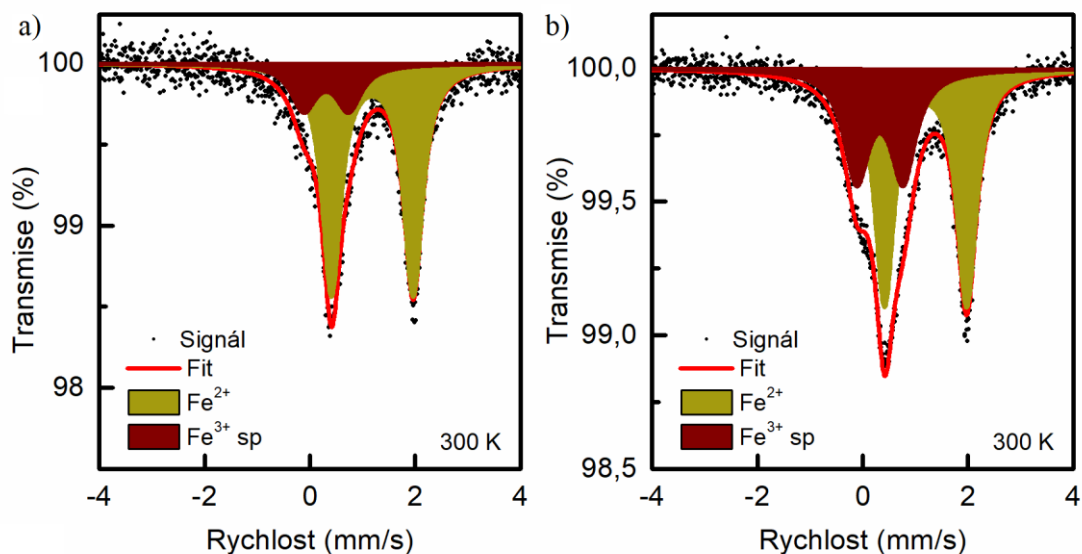 a)
100
99
98
Transmise (%)
Signál
Fit
Fe²⁺
Fe³⁺ sp
300 K
-4 -2 0 2 4
Rychlost (mm/s)
b)
100,0
99,5
99,0
98,5
Transmise (%)
Signál
Fit
Fe²⁺
Fe³⁺ sp
300 K
-4 -2 0 2 4
Rychlost (mm/s)